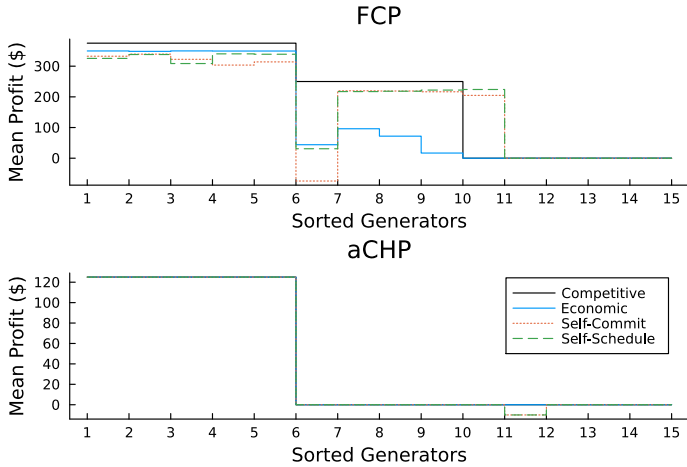 FCP
Mean Profit ($)
300
200
100
0
1 2 3 4 5 6 7 8 9 10 11 12 13 14 15
Sorted Generators
aCHP
Mean Profit ($)
120
100
80
60
40
20
0
Competitive
Economic
Self-Commit
Self-Schedule
1 2 3 4 5 6 7 8 9 10 11 12 13 14 15
Sorted Generators